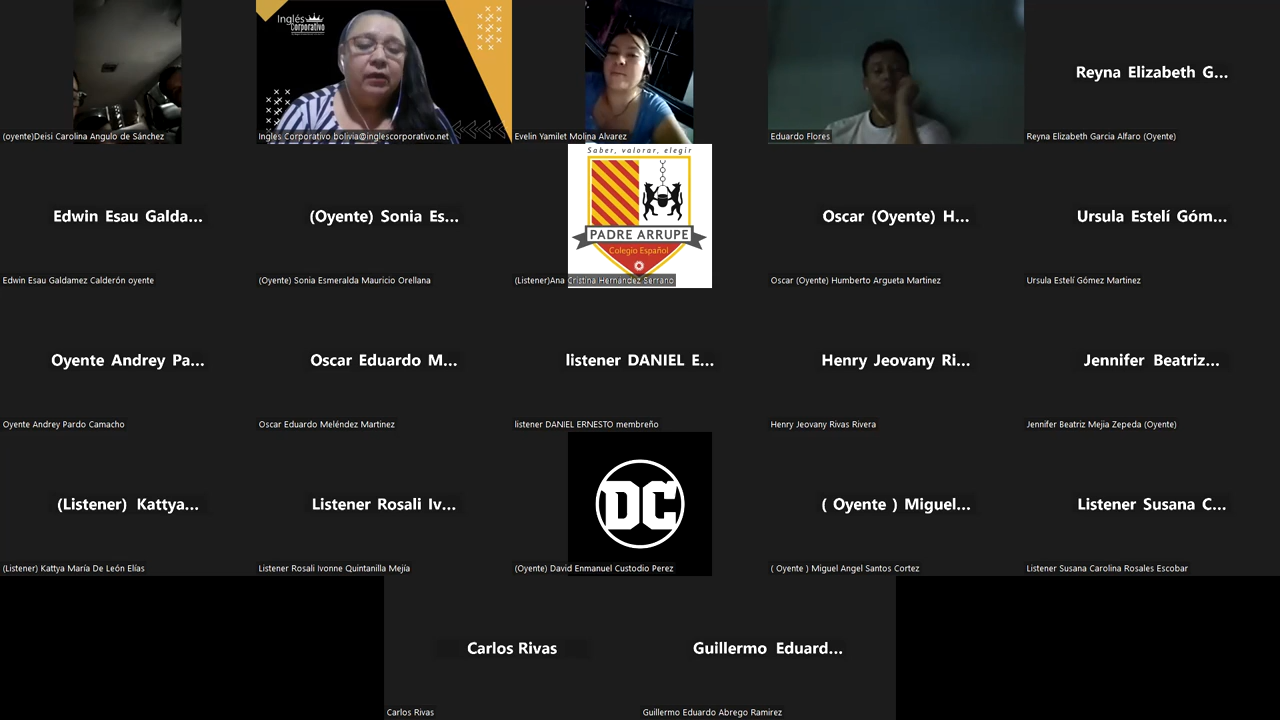 Inglés
Corporativo
(oyente)Deisi Carolina Angulo de Sánchez
Inglés Corporativo bolivia@inglescorporativo.net
Evelin Yamilet Molina Alvarez
Eduardo Flores
Reyna Elizabeth G...
Reyna Elizabeth Garcia Alfaro (Oyente)
Edwin Esau Galda...
Edwin Esau Galdamez Calderón oyente
(Oyente) Sonia Es...
(Oyente) Sonia Esmeralda Mauricio Orellana
Saber, valorar, elegir
PADRE ARRUPE
Colegio Español
(Listener)Ana Cristina Hernández Serrano
Oscar (Oyente) H...
Oscar (Oyente) Humberto Argueta Martinez
Ursula Estelí Góm...
Ursula Estelí Gómez Martinez
Oyente Andrey Pa...
Oyente Andrey Pardo Camacho
Oscar Eduardo M...
Oscar Eduardo Meléndez Martinez
listener DANIEL E...
listener DANIEL ERNESTO membreño
Henry Jeovany Ri...
Henry Jeovany Rivas Rivera
Jennifer Beatriz...
Jennifer Beatriz Mejia Zepeda (Oyente)
(Listener) Kattya...
(Listener) Kattya María De León Elías
Listener Rosali Iv...
Listener Rosali Ivonne Quintanilla Mejía
DC
(Oyente) David Enmanuel Custodio Perez
( Oyente ) Miguel...
( Oyente ) Miguel Angel Santos Cortez
Listener Susana C...
Listener Susana Carolina Rosales Escobar
Carlos Rivas
Carlos Rivas
Guillermo Eduard...
Guillermo Eduardo Abrego Ramirez